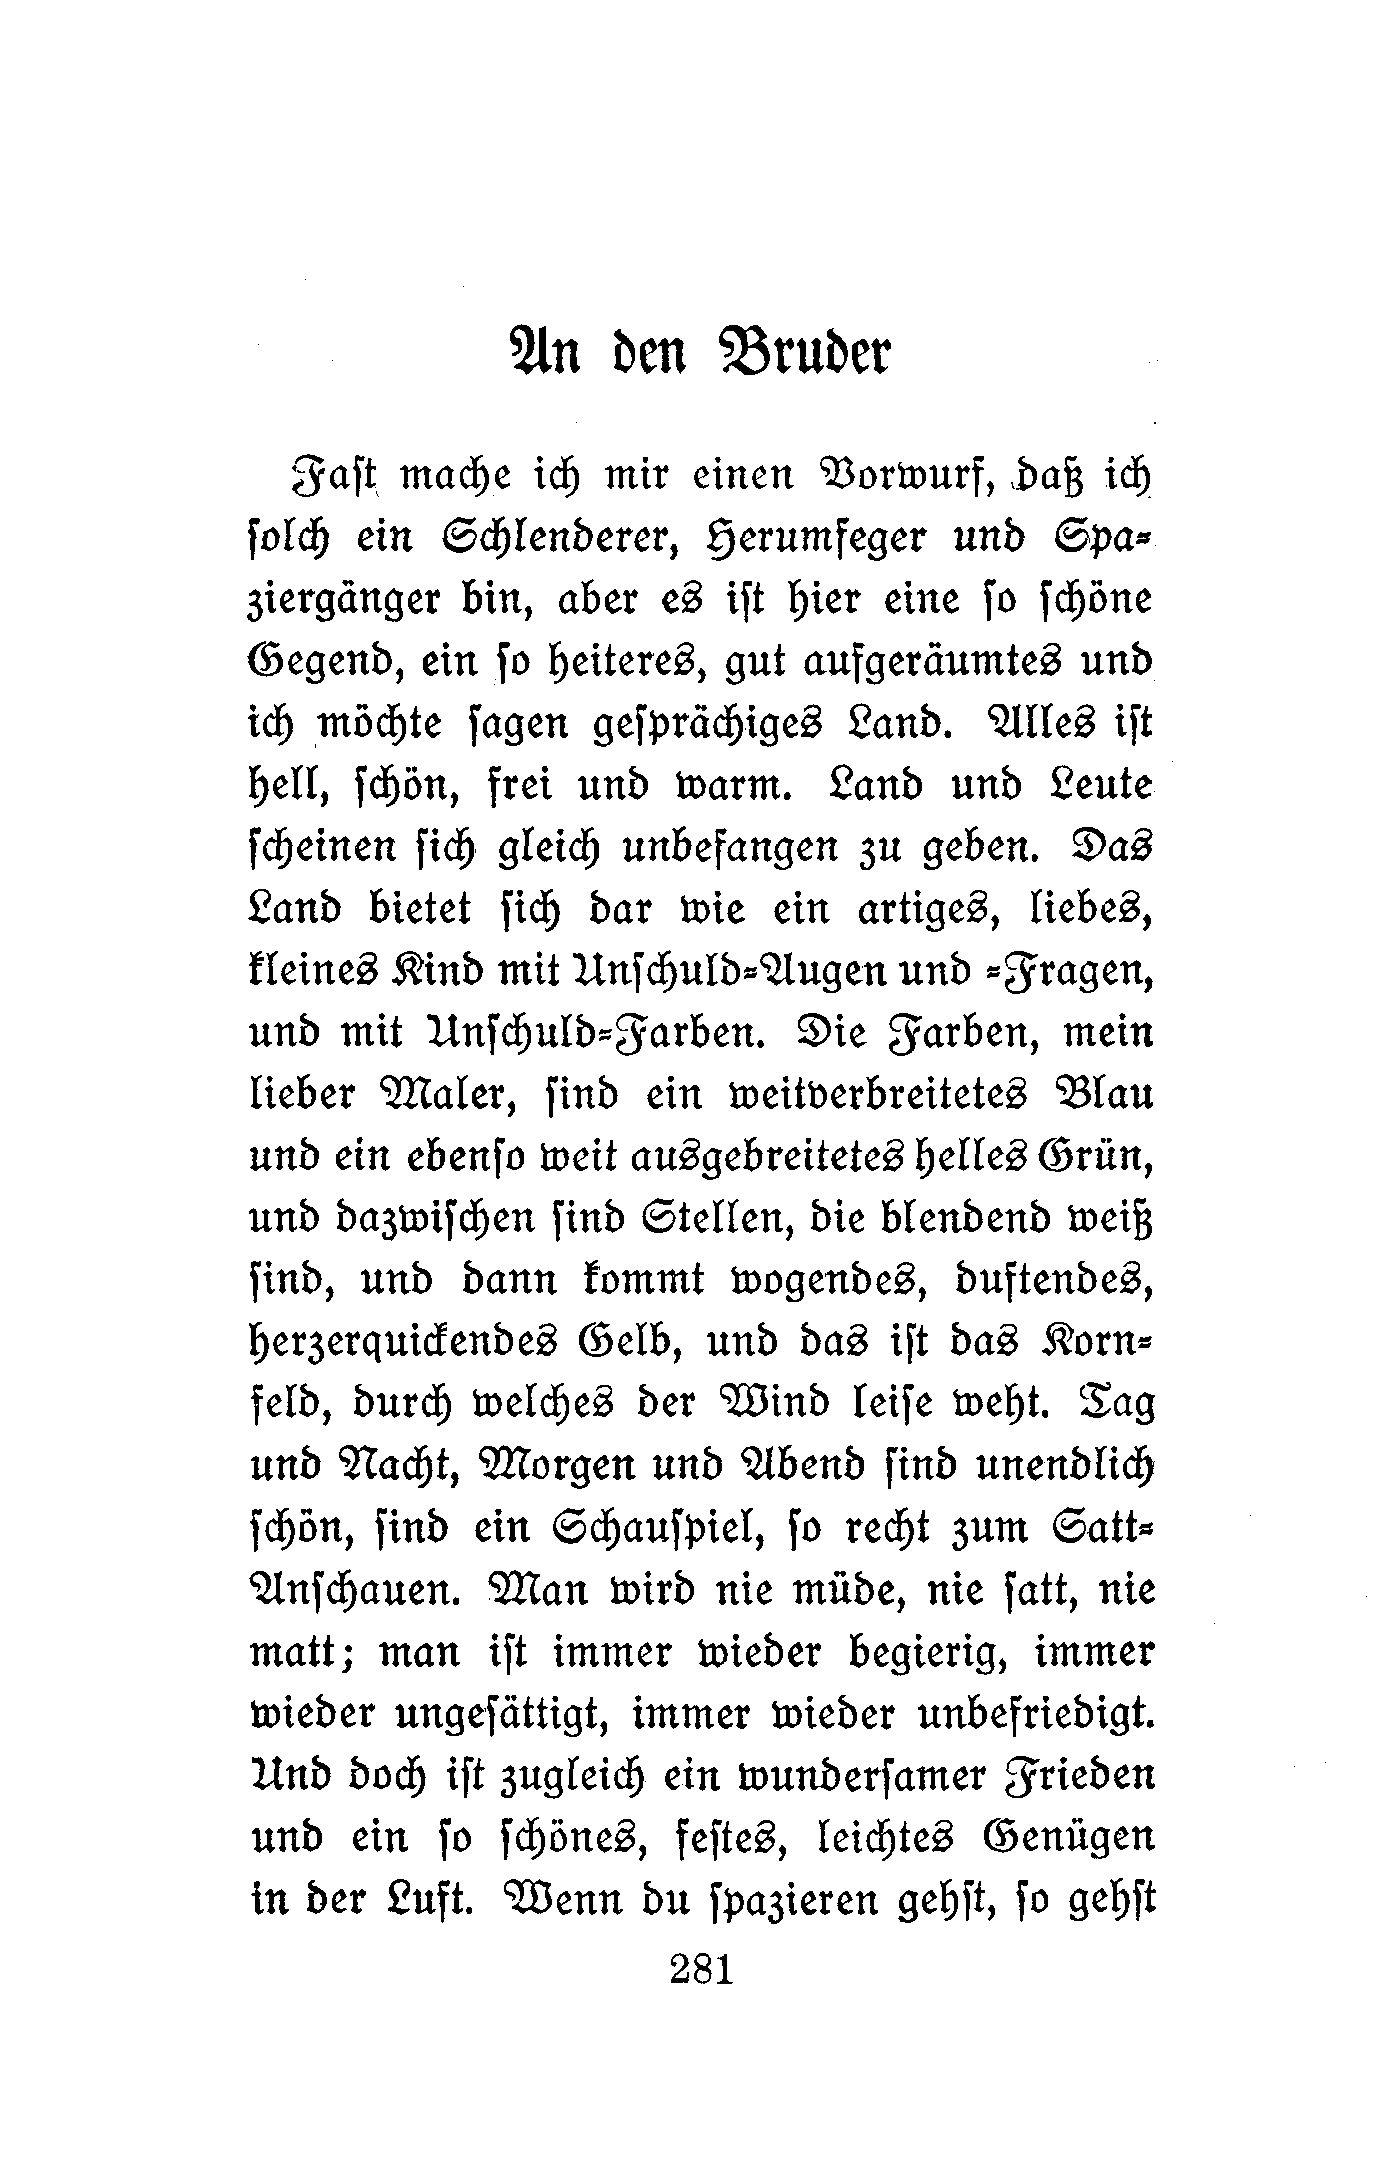 An den Bruder
Faſt mache ich mir einen Vorwurf, daß ich
ſolch ein Schlenderer, Herumfeger und Spa⸗
ziergänger bin, aber es iſt hier eine ſo ſchöne
Gegend, ein ſo heiteres, gut aufgeräumtes und
ich möchte ſagen geſprächiges Land. Alles iſt
hell, ſchön, frei und warm. Land und Leute
ſcheinen ſich gleich unbefangen zu geben. Das
Land bietet ſich dar wie ein artiges, liebes,
kleines Kind mit Unſchuld⸗Augen und ⸗Fragen,
und mit Unſchuld⸗Farben. Die Farben, mein
lieber Maler, ſind ein weitverbreitetes Blau
und ein ebenſo weit ausgebreitetes helles Grün,
und dazwiſchen ſind Stellen, die blendend weiß
ſind, und dann kommt wogendes, duftendes,
herzerquickendes Gelb, und das iſt das Korn⸗
feld, durch welches der Wind leiſe weht. Tag
und Nacht, Morgen und Abend ſind unendlich
ſchön, ſind ein Schauſpiel, ſo recht zum Satt⸗
Anſchauen. Man wird nie müde, nie ſatt, nie
matt; man iſt immer wieder begierig, immer
wieder ungeſättigt, immer wieder unbefriedigt.
Und doch iſt zugleich ein wunderſamer Frieden
und ein ſo ſchönes, feſtes, leichtes Genügen
in der Luft. Wenn du ſpazieren gehſt, ſo gehſt
281